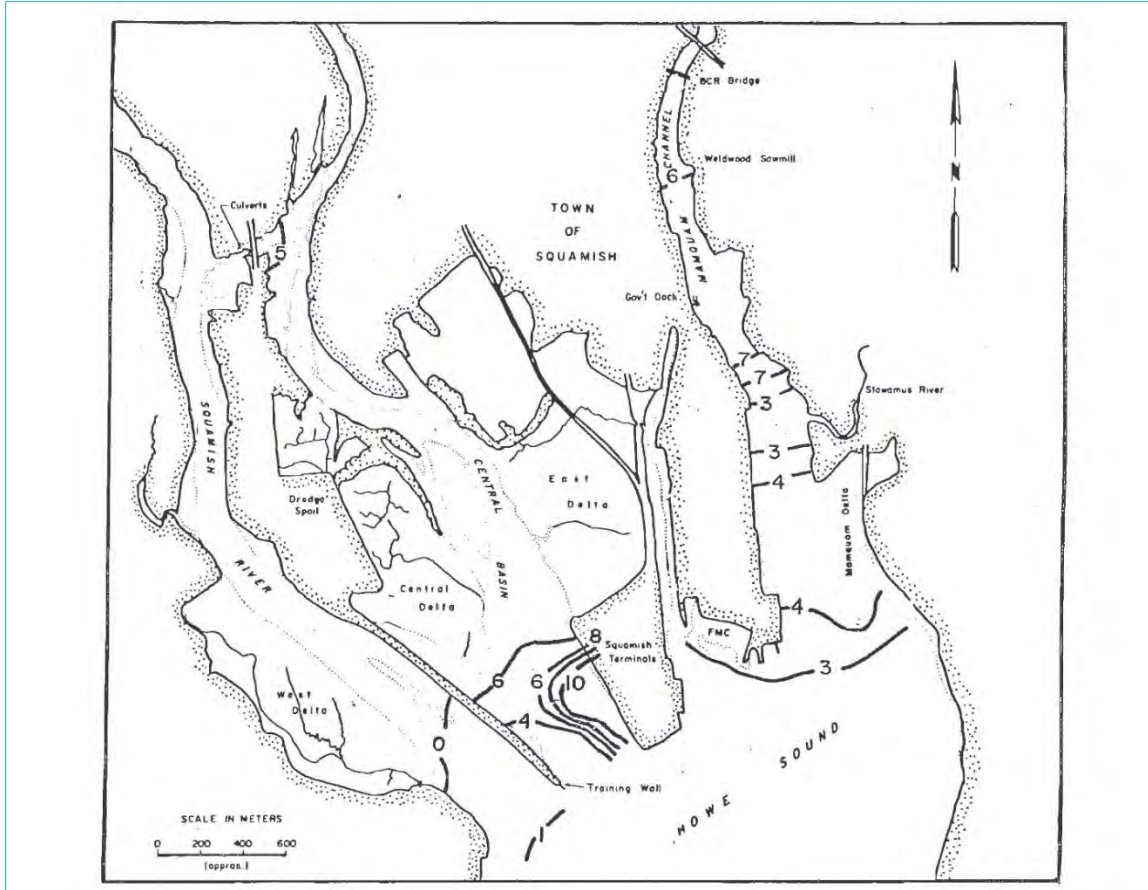 BCR Bridge
CHANNEL
Weldwood Sawmill
6
MAMQUAM
N
Culverts
TOWN
OF
SQUAMISH
5
Gov't Dock
7
7
3
Stawamus River
SQUAMISH
RIVER
3
4
CENTRAL
BASIN
East
Delta
Dredge
Spoil
Mamquam Delta
Central
Delta
4
FMC
3
8
Squamish
Terminals
6
6
10
4
West
Delta
0
Training Wall
HOWE SOUND
1
SCALE IN METERS
0 200 400 600
(approx.)